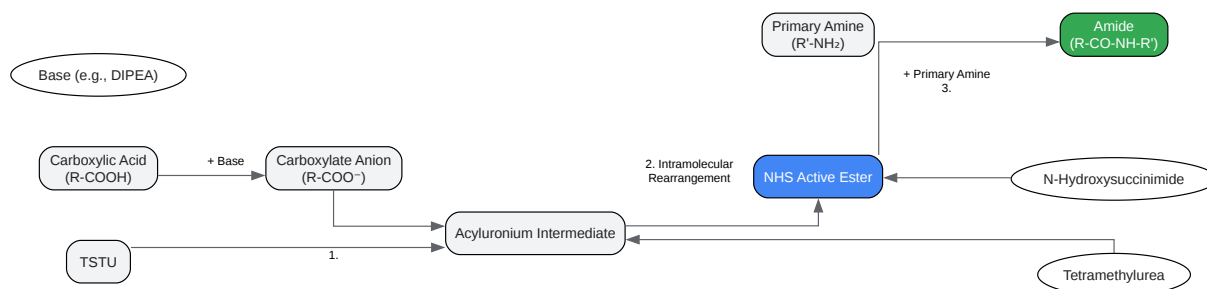 Primary Amine
(R'-NH₂)
Amide
(R-CO-NH-R')
Base (e.g., DIPEA)
+ Primary Amine
3.
Carboxylic Acid
(R-COOH)
+ Base
Carboxylate Anion
(R-COO⁻)
2. Intramolecular
Rearrangement
NHS Active Ester
N-Hydroxysuccinimide
Acyluronium Intermediate
TSTU
1.
Tetramethylurea